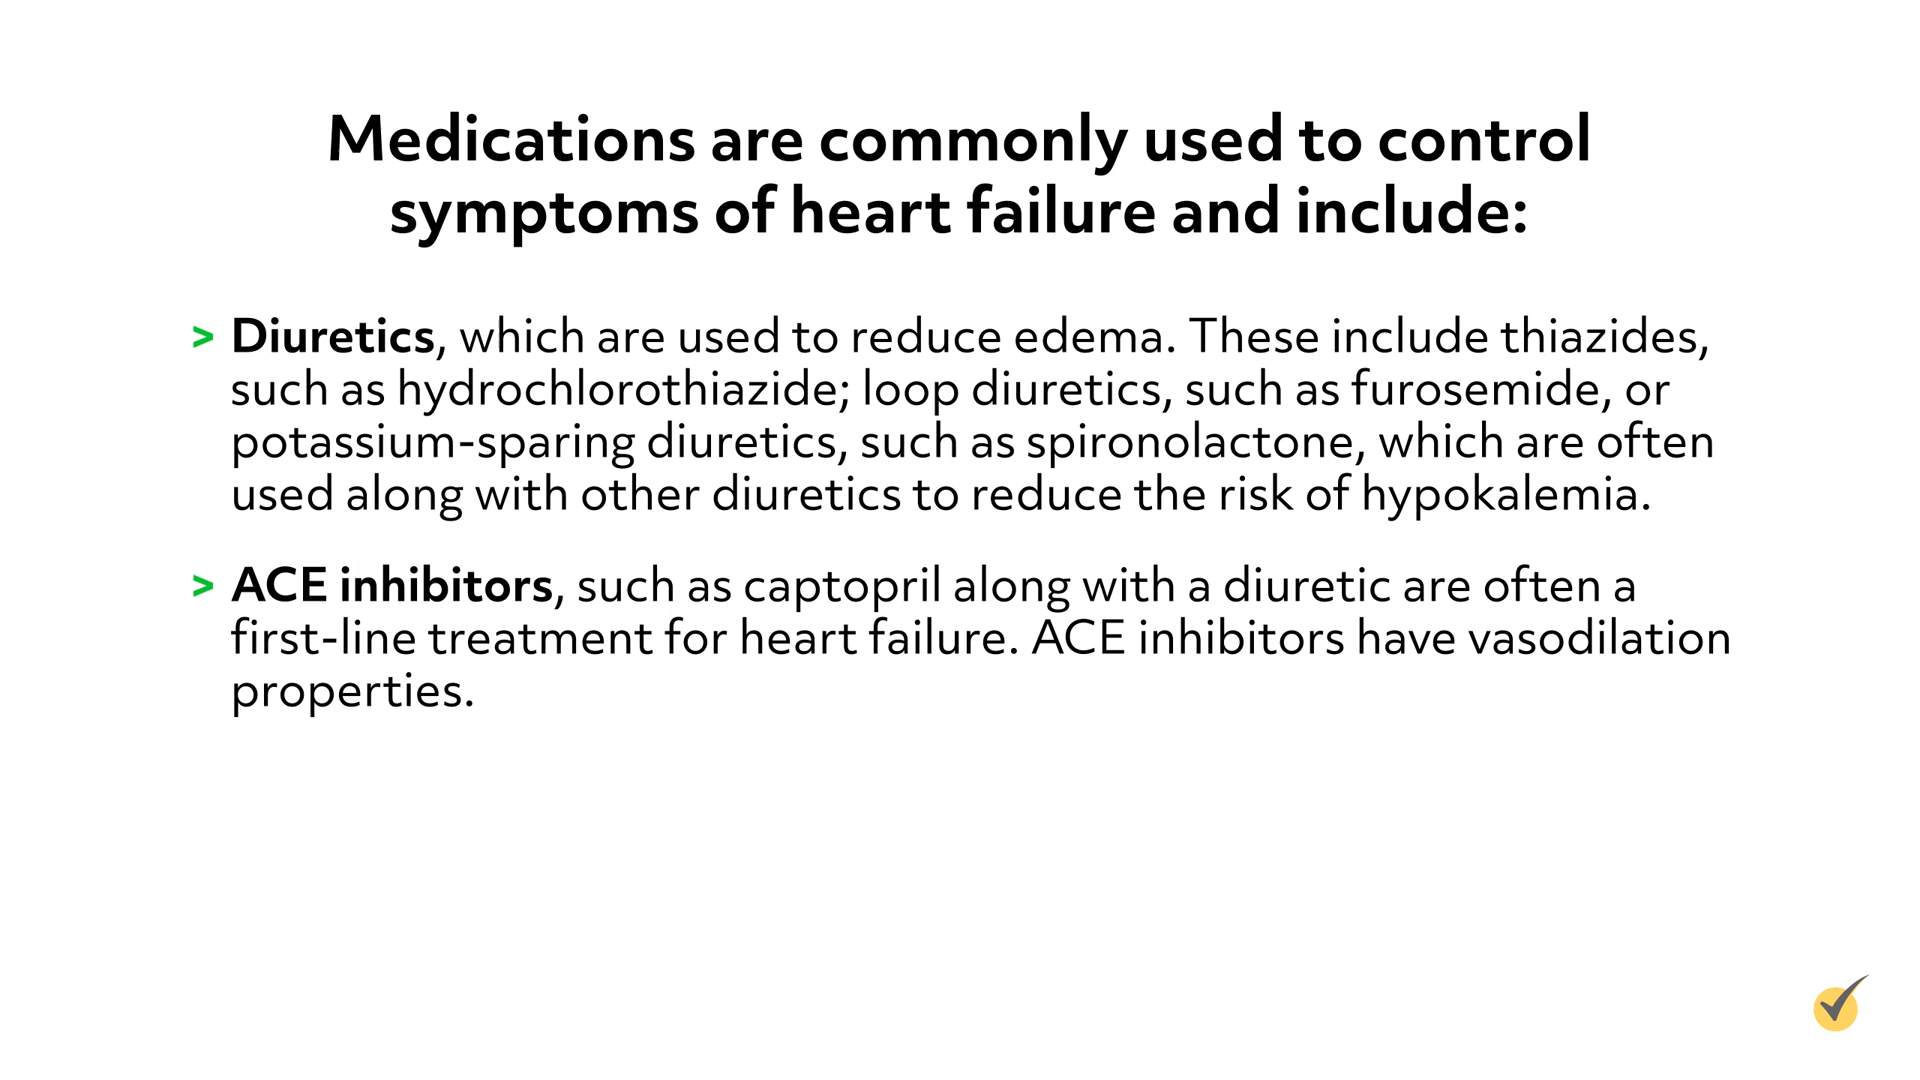 Medications are commonly used to control
symptoms of heart failure and include:
> Diuretics, which are used to reduce edema. These include thiazides,
such as hydrochlorothiazide; loop diuretics, such as furosemide, or
potassium-sparing diuretics, such as spironolactone, which are often
used along with other diuretics to reduce the risk of hypokalemia.
> ACE inhibitors, such as captopril along with a diuretic are often a
first-line treatment for heart failure. ACE inhibitors have vasodilation
properties.